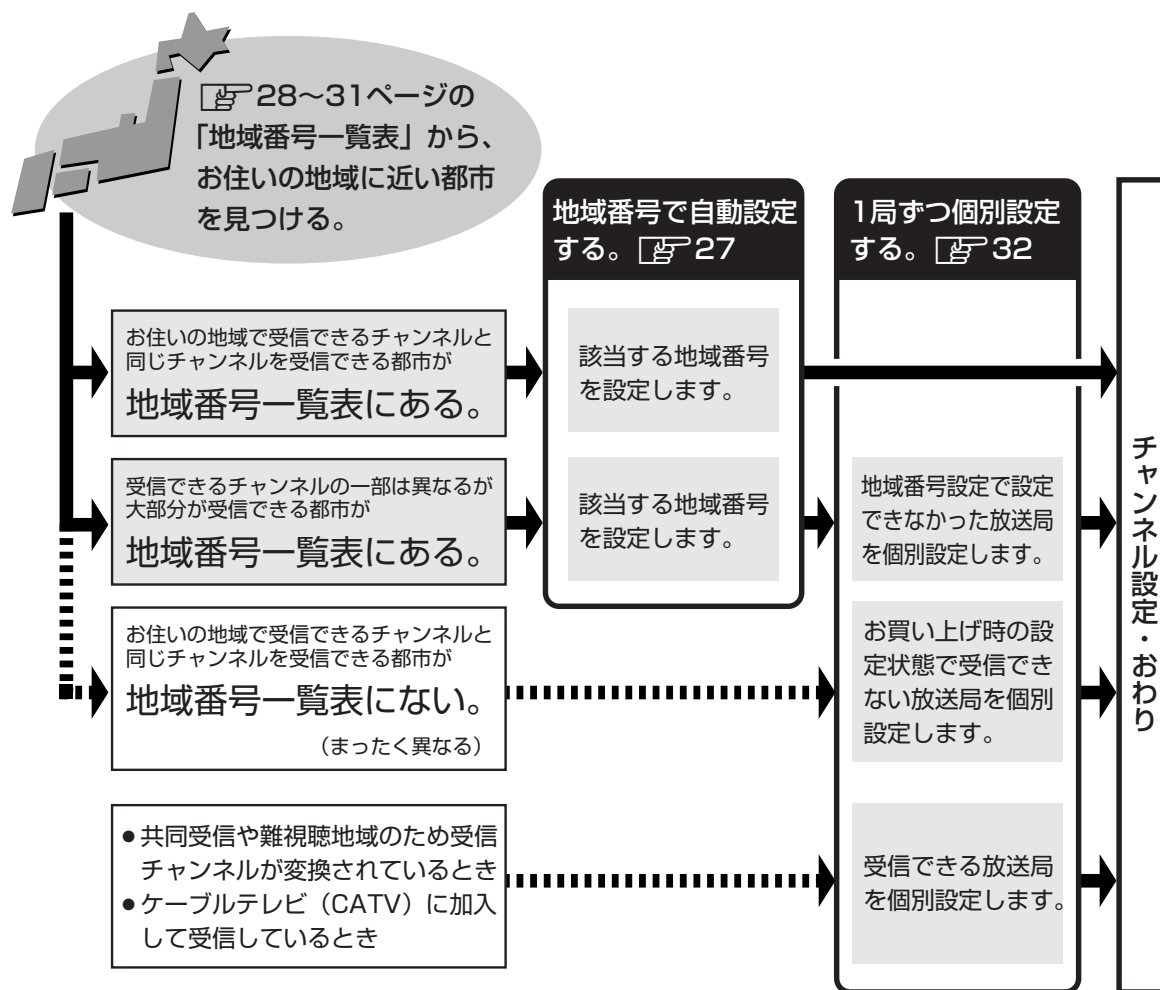 28〜31ページの
「地域番号一覧表」から、
お住いの地域に近い都市
を見つける。
地域番号で自動設定
する。 27
1局ずつ個別設定
する。 32
お住いの地域で受信できるチャンネルと
同じチャンネルを受信できる都市が
地域番号一覧表にある。
該当する地域番号
を設定します。
受信できるチャンネルの一部は異なるが
大部分が受信できる都市が
地域番号一覧表にある。
該当する地域番号
を設定します。
地域番号設定で設定
できなかった放送局
を個別設定します。
お住いの地域で受信できるチャンネルと
同じチャンネルを受信できる都市が
地域番号一覧表にない。
（まったく異なる）
お買い上げ時の設
定状態で受信でき
ない放送局を個別
設定します。
●共同受信や難視聴地域のため受信
チャンネルが変換されているとき
●ケーブルテレビ（CATV）に加入
して受信しているとき
受信できる放送局
を個別設定します。
チャンネル設定・おわり